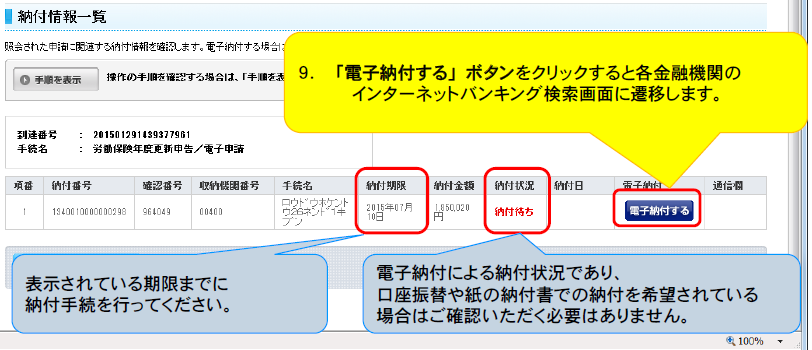 納付情報一覧
照会された申請に関連する納付情報を確認します。電子納付する場合は
手順を表示
操作の手順を確認する場合は、「手順を表
9. 「電子納付する」ボタンをクリックすると各金融機関の
インターネットバンキング検索画面に遷移します。
到達番号 : 201501291439377961
手続名 : 労働保険年度更新申告/電子申請
項番 納付番号 確認番号 収納機関番号 手続名 納付期限 納付金額 納付状況 納付日 電子納付 通信欄
1 1340010000000298 964049 00400 ロウドウホケント 2015年07月 1,050,020 納付待ち 電子納付する
ウ26ネンド1キ 10日 円
ブン
表示されている期限までに
納付手続を行ってください。
電子納付による納付状況であり、
口座振替や紙の納付書での納付を希望されている
場合はご確認いただく必要はありません。
100%